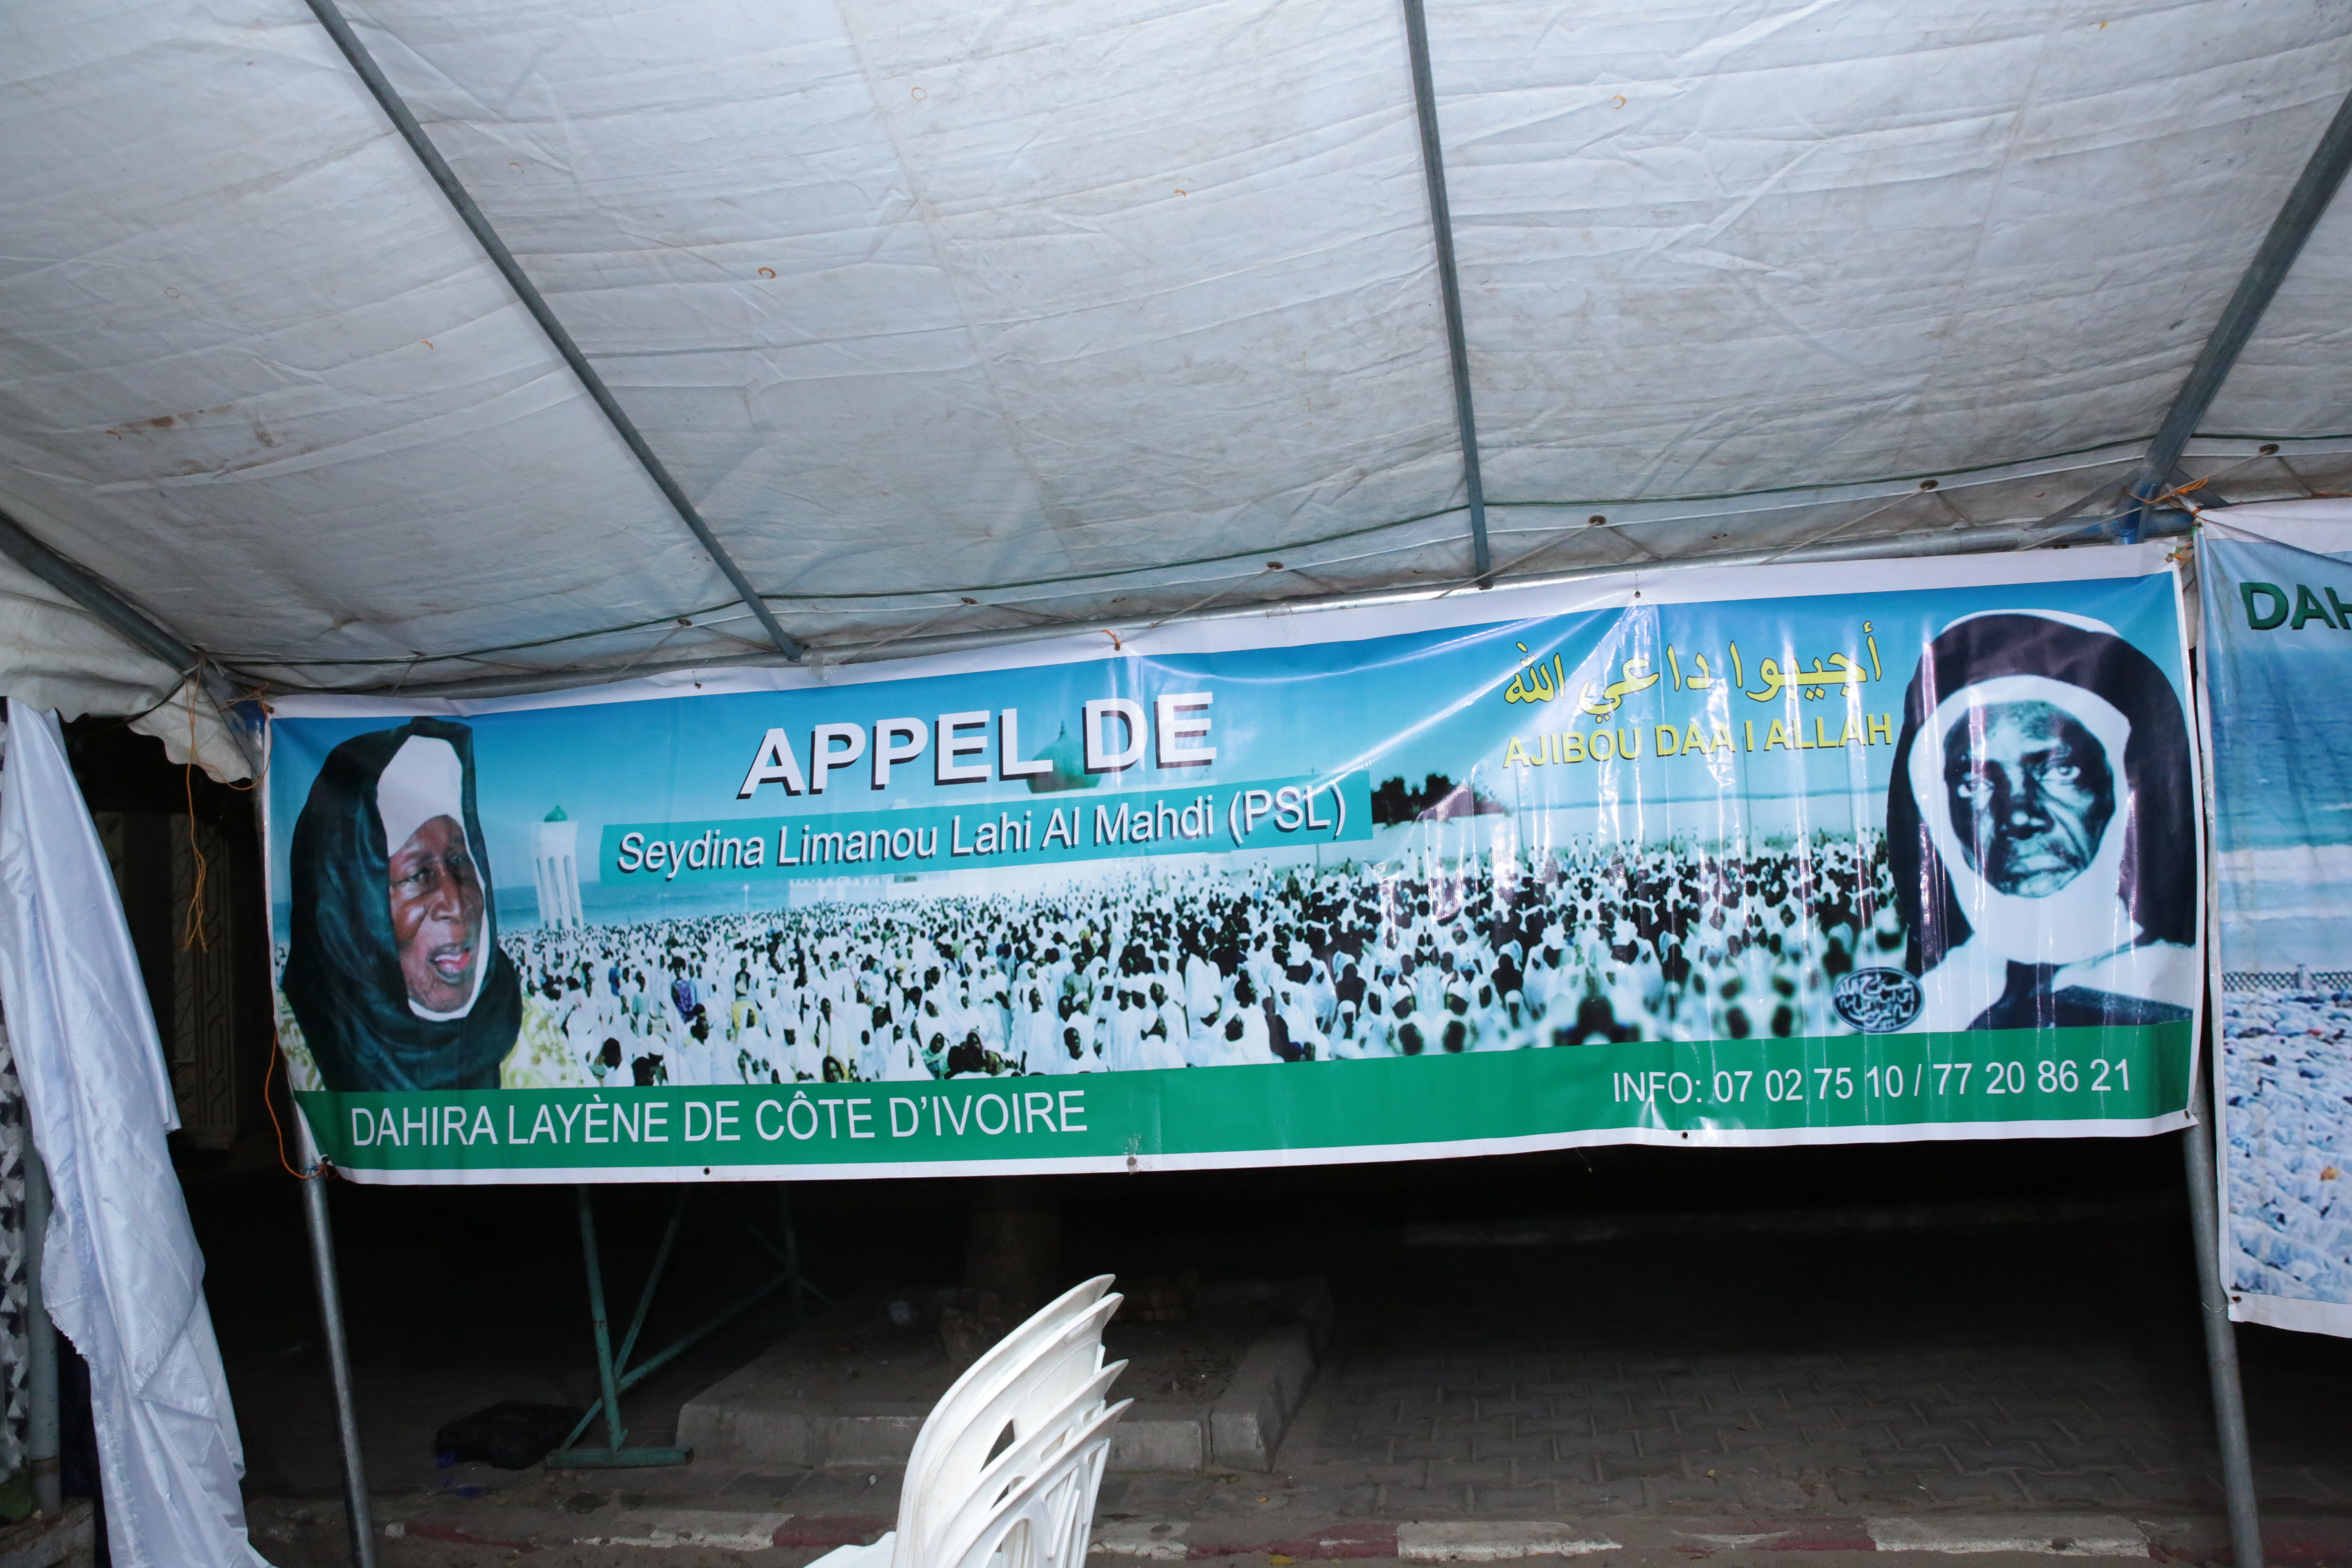 APPEL DE
Seydina Limanou Lahi Al Mahdi (PSL)
أجيبوا داعي الله
AJIBOU DAA I ALLAH
DAHIRA LAYÈNE DE CÔTE D'IVOIRE
INFO: 07 02 75 10 / 77 20 86 21
DAH